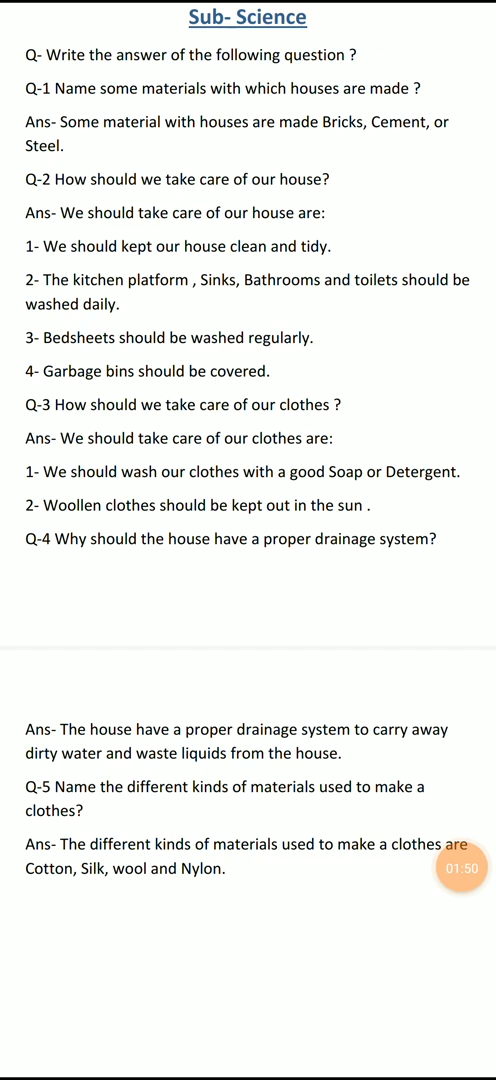 Sub- Science
Q- Write the answer of the following question ?
Q-1 Name some materials with which houses are made ?
Ans- Some material with houses are made Bricks, Cement, or
Steel.
Q-2 How should we take care of our house?
Ans- We should take care of our house are:
1- We should kept our house clean and tidy.
2- The kitchen platform , Sinks, Bathrooms and toilets should be
washed daily.
3- Bedsheets should be washed regularly.
4- Garbage bins should be covered.
Q-3 How should we take care of our clothes ?
Ans- We should take care of our clothes are:
1- We should wash our clothes with a good Soap or Detergent.
2- Woollen clothes should be kept out in the sun .
Q-4 Why should the house have a proper drainage system?
Ans- The house have a proper drainage system to carry away
dirty water and waste liquids from the house.
Q-5 Name the different kinds of materials used to make a
clothes?
Ans- The different kinds of materials used to make a clothes are
Cotton, Silk, wool and Nylon.
01:50